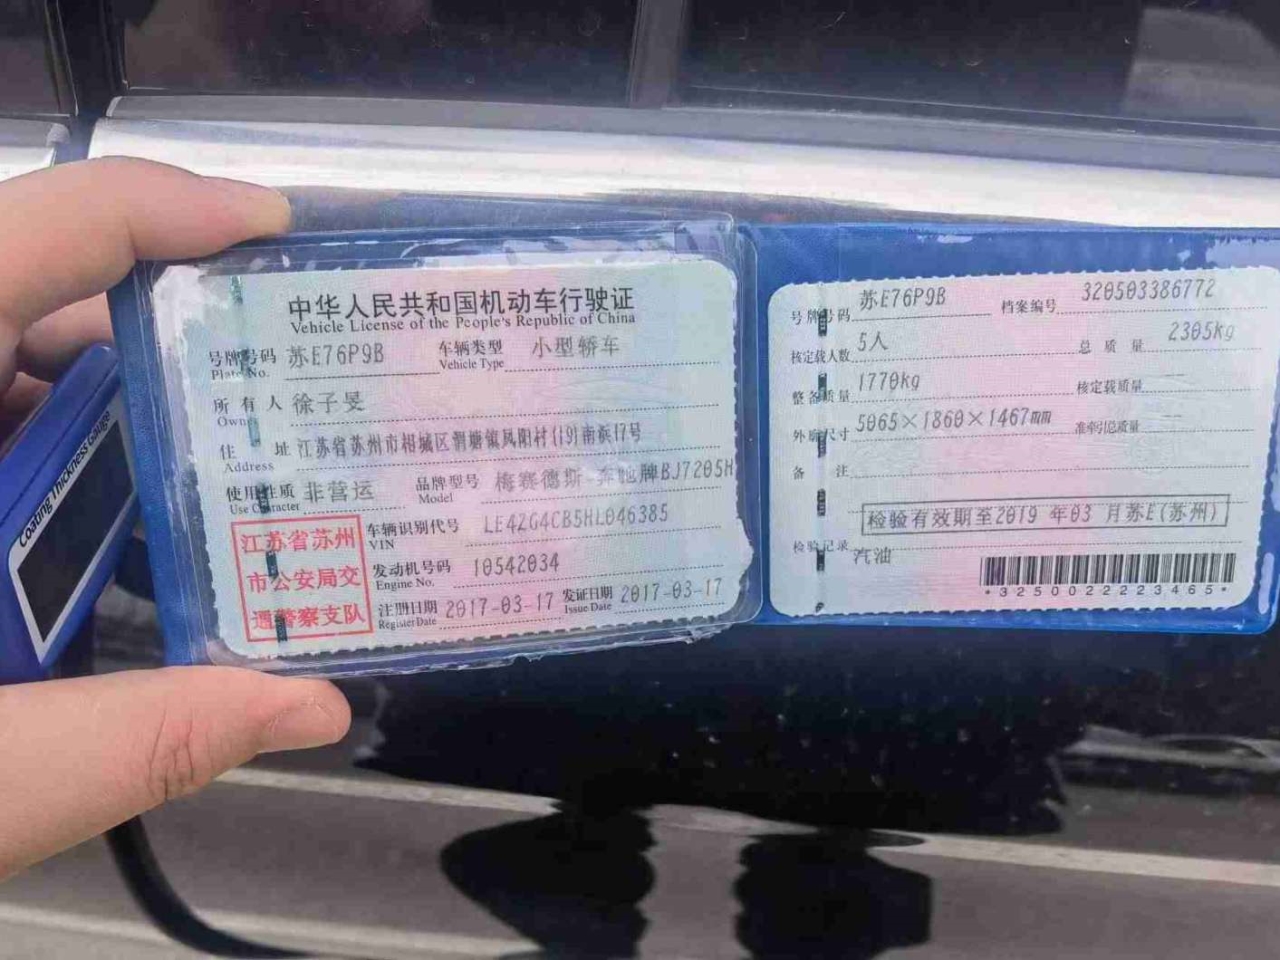 中华人民共和国机动车行驶证
Vehicle License of the People's Republic of China
号牌号码 苏E76P9B 车辆类型 小型轿车
Plate No. Vehicle Type
所有人 徐子旻
Owner
住址 江苏省苏州市相城区渭塘镇凤阳村(19)南浜17号
Address
使用性质 非营运 品牌型号 梅赛德斯-奔驰牌BJ7205H
Use Character Model
车辆识别代号 LE4ZG4CB5HL046385
VIN
发动机号码 10542034
Engine No.
注册日期 2017-03-17 发证日期 2017-03-17
Register Date Issue Date
江苏省苏州
市公安局交
通警察支队
号牌号码 苏E76P9B 档案编号 320503386772
核定载人数 5人 总质量 2305kg
整备质量 1770kg 核定载质量
外廓尺寸 5065×1860×1467mm 准牵引总质量
备注
检验有效期至2019 年03 月苏E(苏州)
检验记录
汽油
*3250022223465*
Coating Thickness Gauge